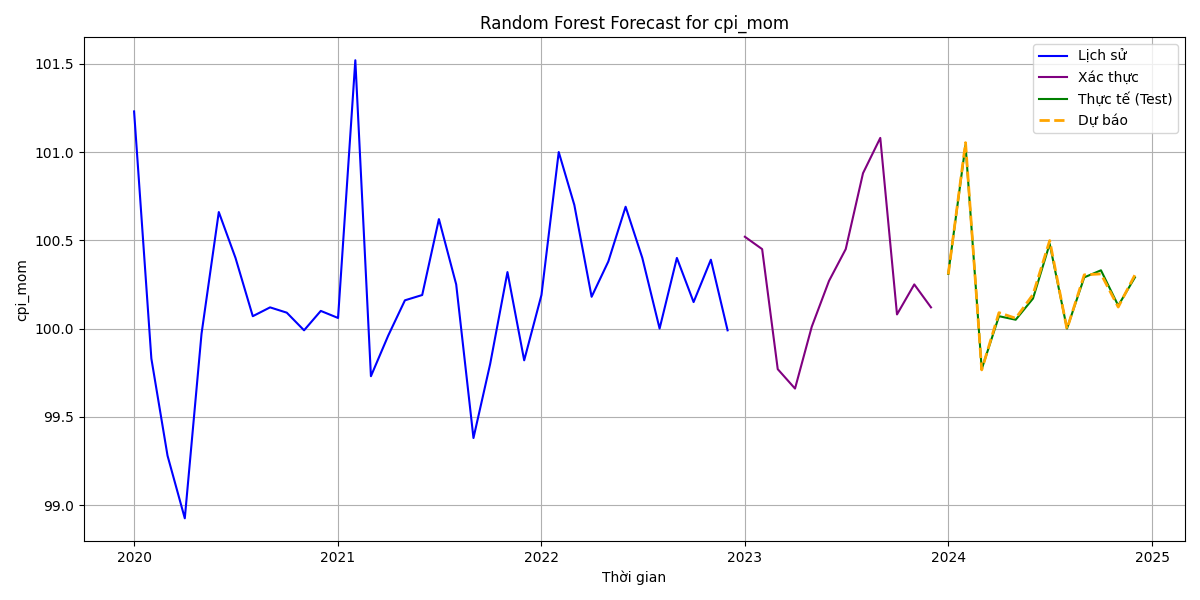 Random Forest Forecast for cpi_mom
Lịch sử
Xác thực
Thực tế (Test)
Dự báo
101.5
101.0
100.5
100.0
99.5
99.0
cpi_mom
2020 2021 2022 2023 2024 2025
Thời gian